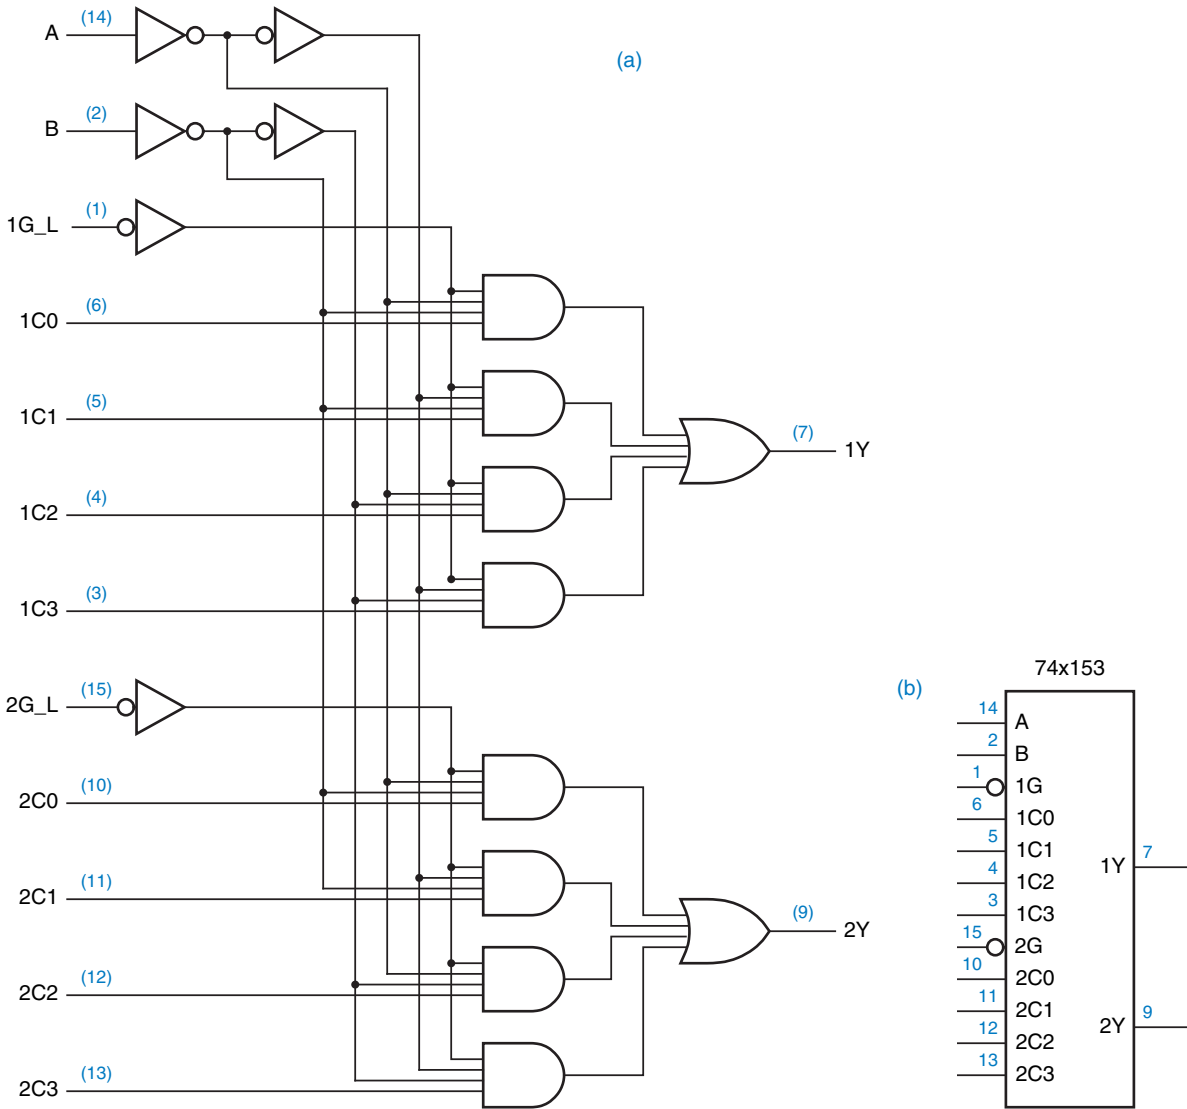 (14)
A
(a)
(2)
B
(1)
1G_L
(6)
1C0
(5)
1C1
(7)
1Y
(4)
1C2
(3)
1C3
(15)
2G_L
(10)
2C0
(11)
2C1
(9)
2Y
(12)
2C2
(13)
2C3
(b)
74x153
14 A
2 B
1 1G
6 1C0
5 1C1
4 1C2
3 1C3
15 2G
10 2C0
11 2C1
12 2C2
13 2C3
1Y 7
2Y 9